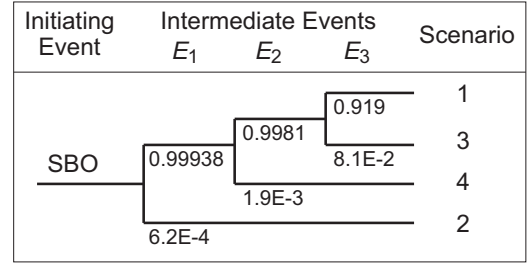 Initiating Event
Intermediate Events
E1 E2 E3
Scenario
SBO
0.99938
6.2E-4
0.9981
1.9E-3
0.919
8.1E-2
1
3
4
2